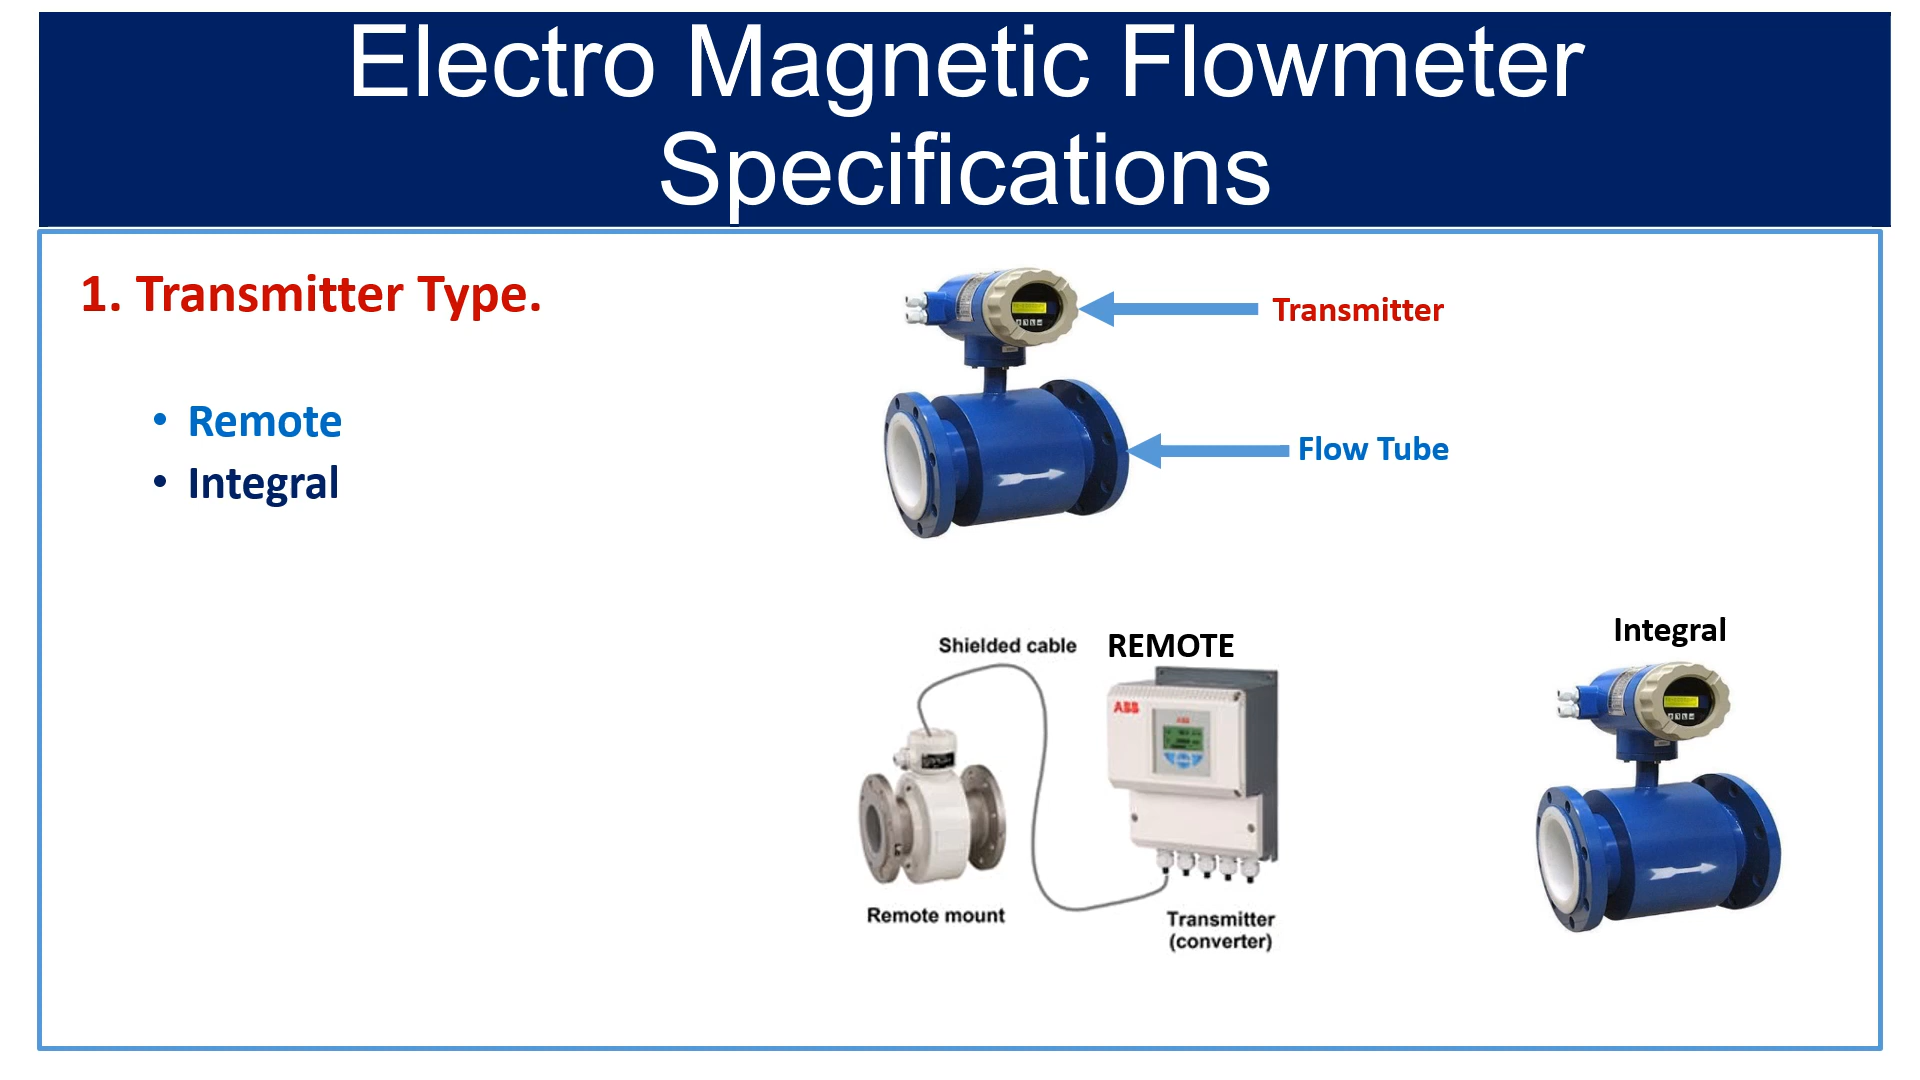 Electro Magnetic Flowmeter
Specifications
1. Transmitter Type.
• Remote
• Integral
Transmitter
Flow Tube
Shielded cable
REMOTE
ABB
ABB
Remote mount
Transmitter
(converter)
Integral